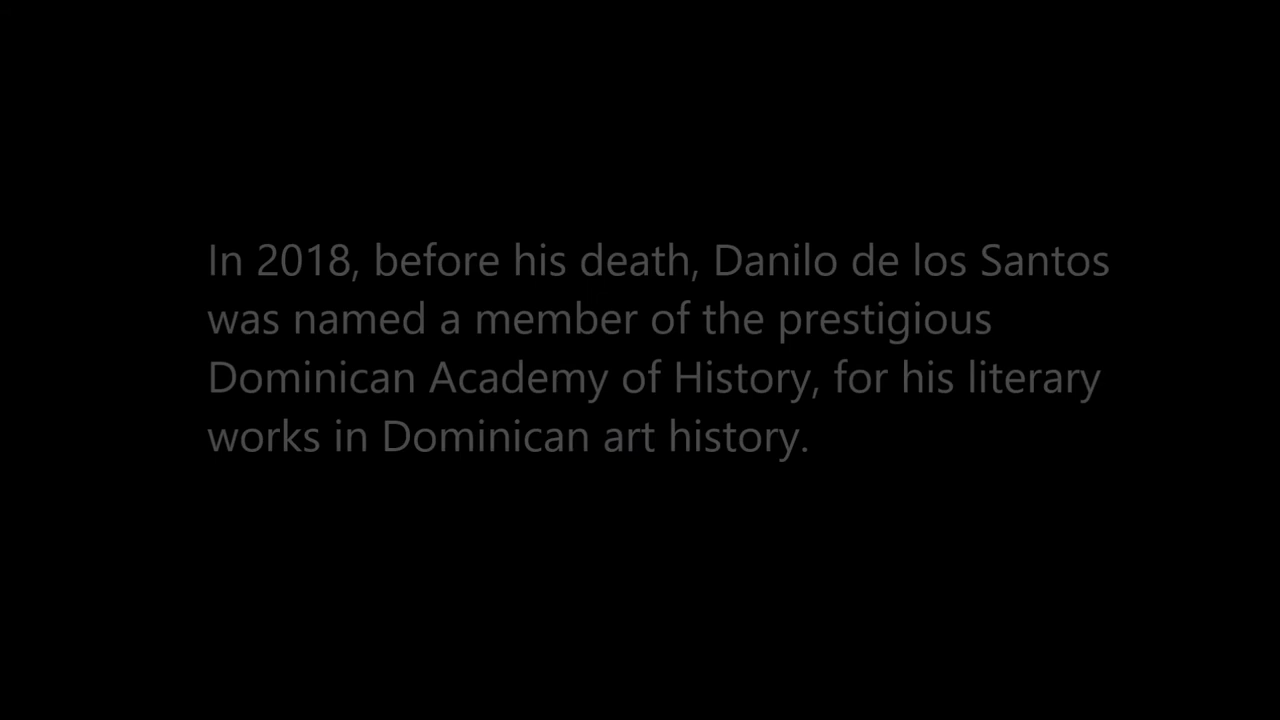 In 2018, before his death, Danilo de los Santos
was named a member of the prestigious
Dominican Academy of History, for his literary
works in Dominican art history.